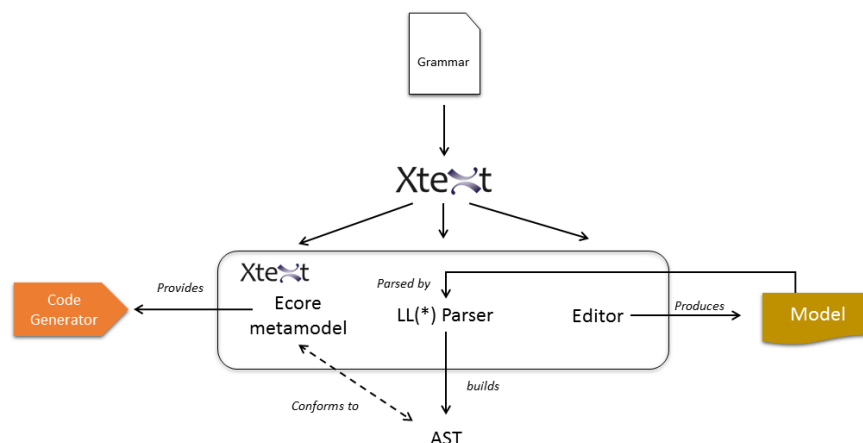 Grammar
Xtext
Xtext
Provides
Parsed by
Produces
Code
Generator
Ecore
metamodel
LL(*) Parser
Editor
Model
builds
Conforms to
AST